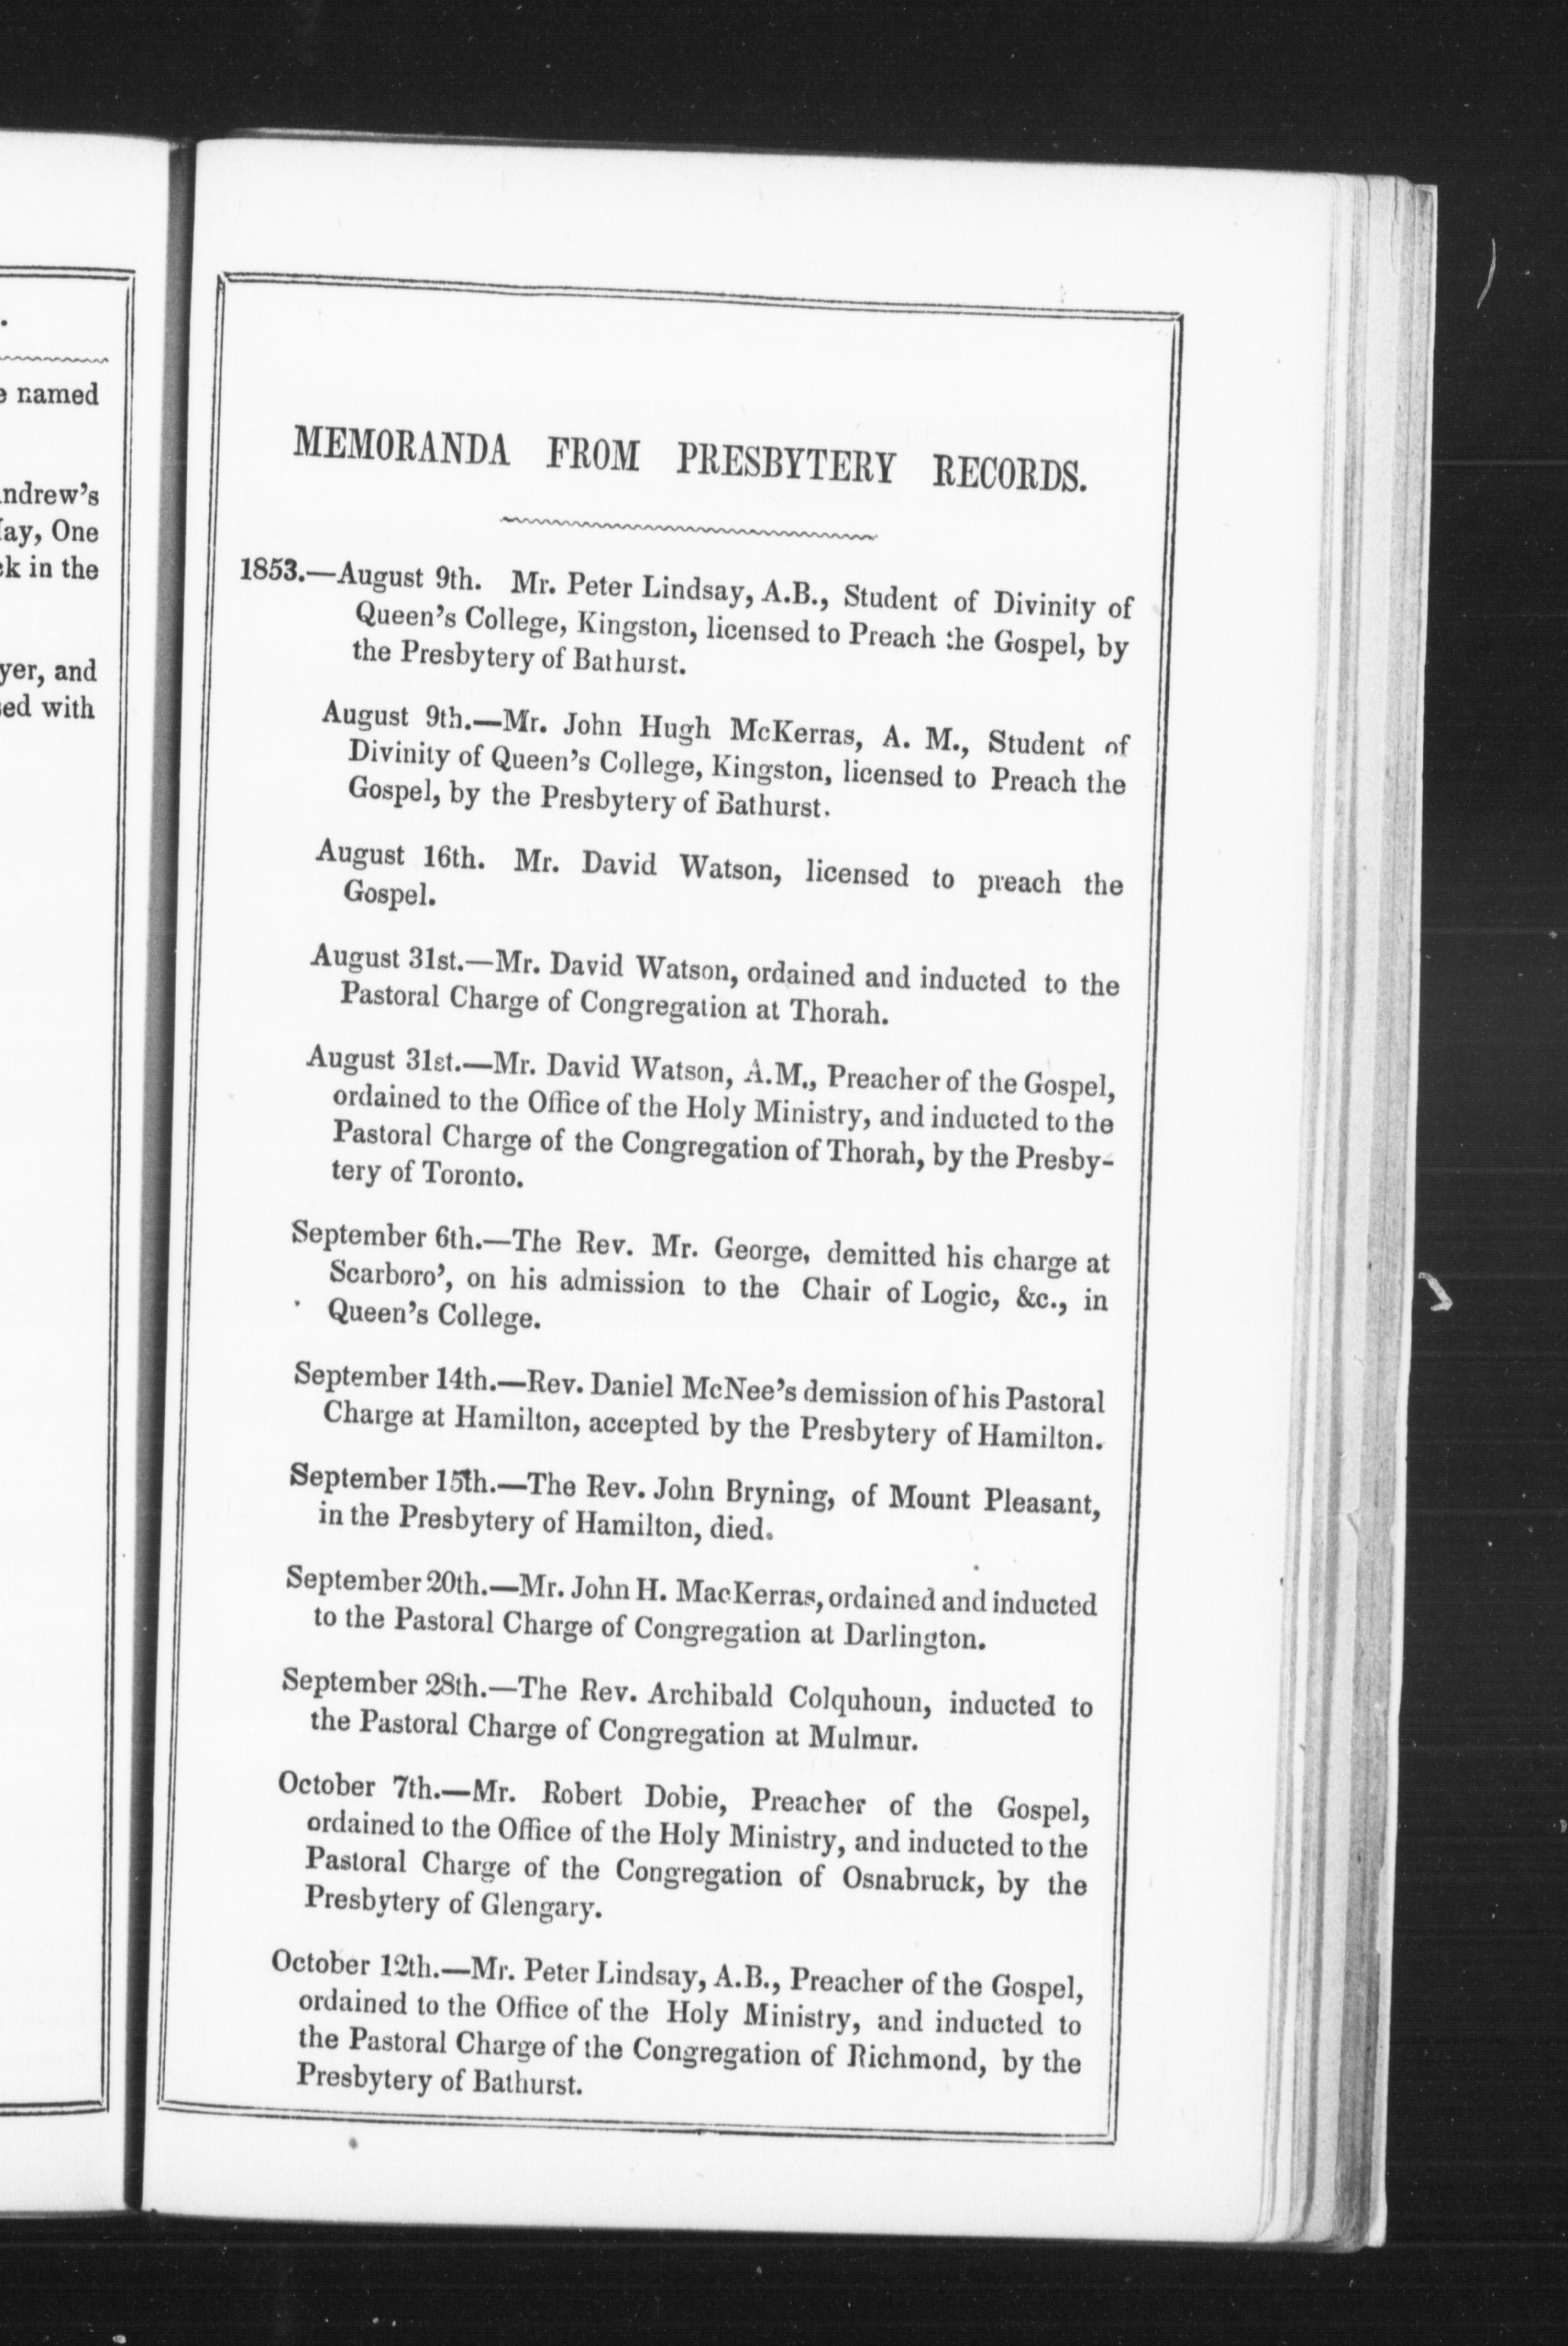 e named
ndrew's
ay, One
k in the
yer, and
ed with
MEMORANDA FROM PRESBYTERY RECORDS.
1853.—August 9th. Mr. Peter Lindsay, A.B., Student of Divinity of
Queen's College, Kingston, licensed to Preach the Gospel, by
the Presbytery of Bathurst.
August 9th.—Mr. John Hugh McKerras, A. M., Student of
Divinity of Queen's College, Kingston, licensed to Preach the
Gospel, by the Presbytery of Bathurst.
August 16th. Mr. David Watson, licensed to preach the
Gospel.
August 31st.—Mr. David Watson, ordained and inducted to the
Pastoral Charge of Congregation at Thorah.
August 31st.—Mr. David Watson, A.M., Preacher of the Gospel,
ordained to the Office of the Holy Ministry, and inducted to the
Pastoral Charge of the Congregation of Thorah, by the Presby-
tery of Toronto.
September 6th.—The Rev. Mr. George, demitted his charge at
Scarboro', on his admission to the Chair of Logic, &c., in
Queen's College.
September 14th.—Rev. Daniel McNee's demission of his Pastoral
Charge at Hamilton, accepted by the Presbytery of Hamilton.
September 15th.—The Rev. John Bryning, of Mount Pleasant,
in the Presbytery of Hamilton, died.
September 20th.—Mr. John H. MacKerras, ordained and inducted
to the Pastoral Charge of Congregation at Darlington.
September 28th.—The Rev. Archibald Colquhoun, inducted to
the Pastoral Charge of Congregation at Mulmur.
October 7th.—Mr. Robert Dobie, Preacher of the Gospel,
ordained to the Office of the Holy Ministry, and inducted to the
Pastoral Charge of the Congregation of Osnabruck, by the
Presbytery of Glengary.
October 12th.—Mr. Peter Lindsay, A.B., Preacher of the Gospel,
ordained to the Office of the Holy Ministry, and inducted to
the Pastoral Charge of the Congregation of Richmond, by the
Presbytery of Bathurst.